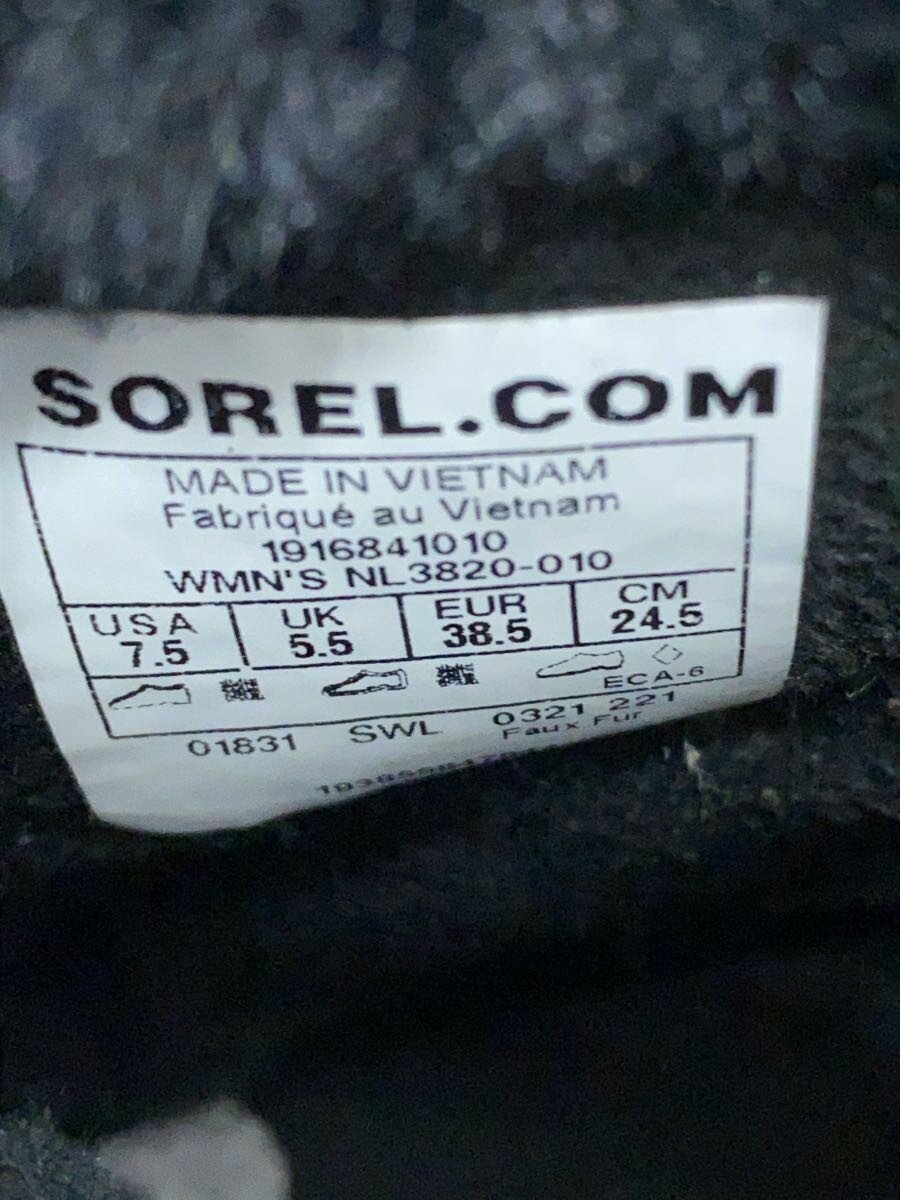 SOREL.COM
MADE IN VIETNAM
Fabriqué au Vietnam
1916841010
WMN'S NL3820-010
USA UK EUR CM
7.5 5.5 38.5 24.5
ECA-6
01831 SWL 0321 221
Faux Fur